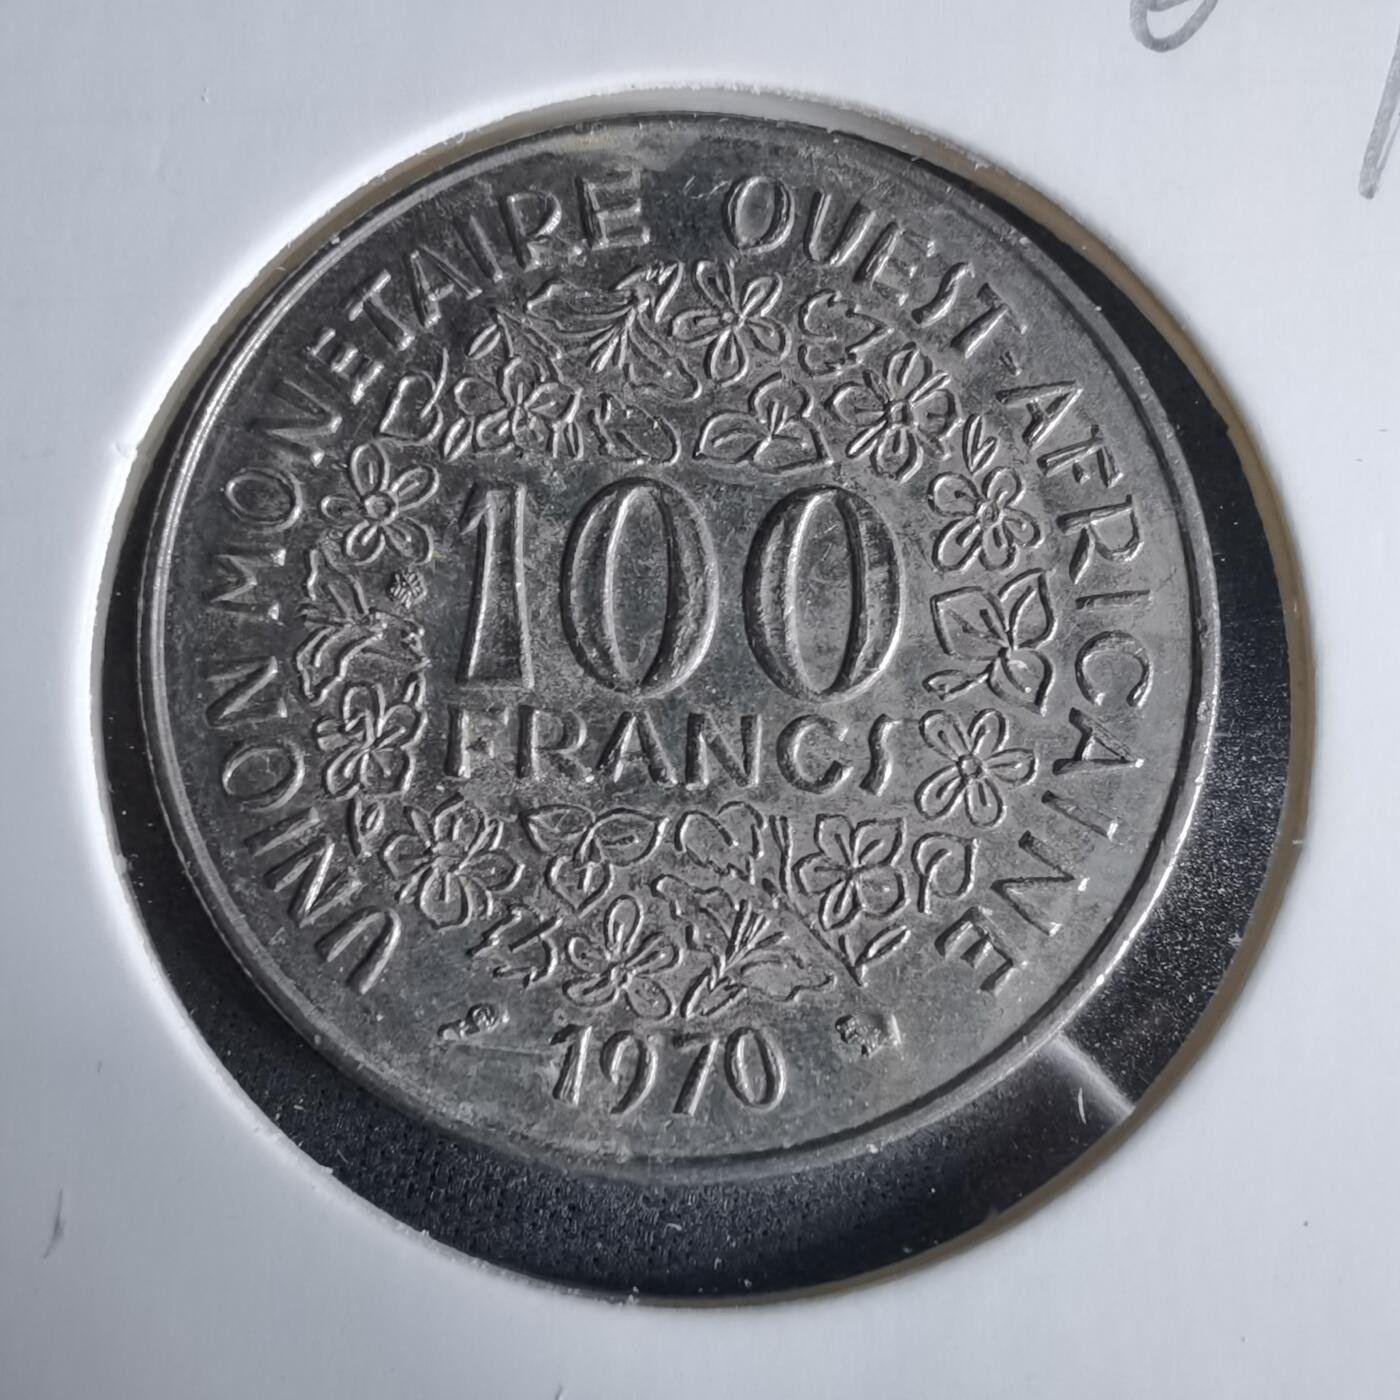 UNION MONETAIRE OUEST-AFRICAINE
100
FRANCS
1970